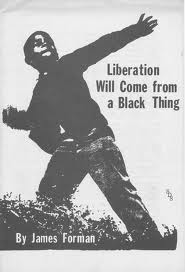 Liberation
Will Come from
a Black Thing
By James Forman